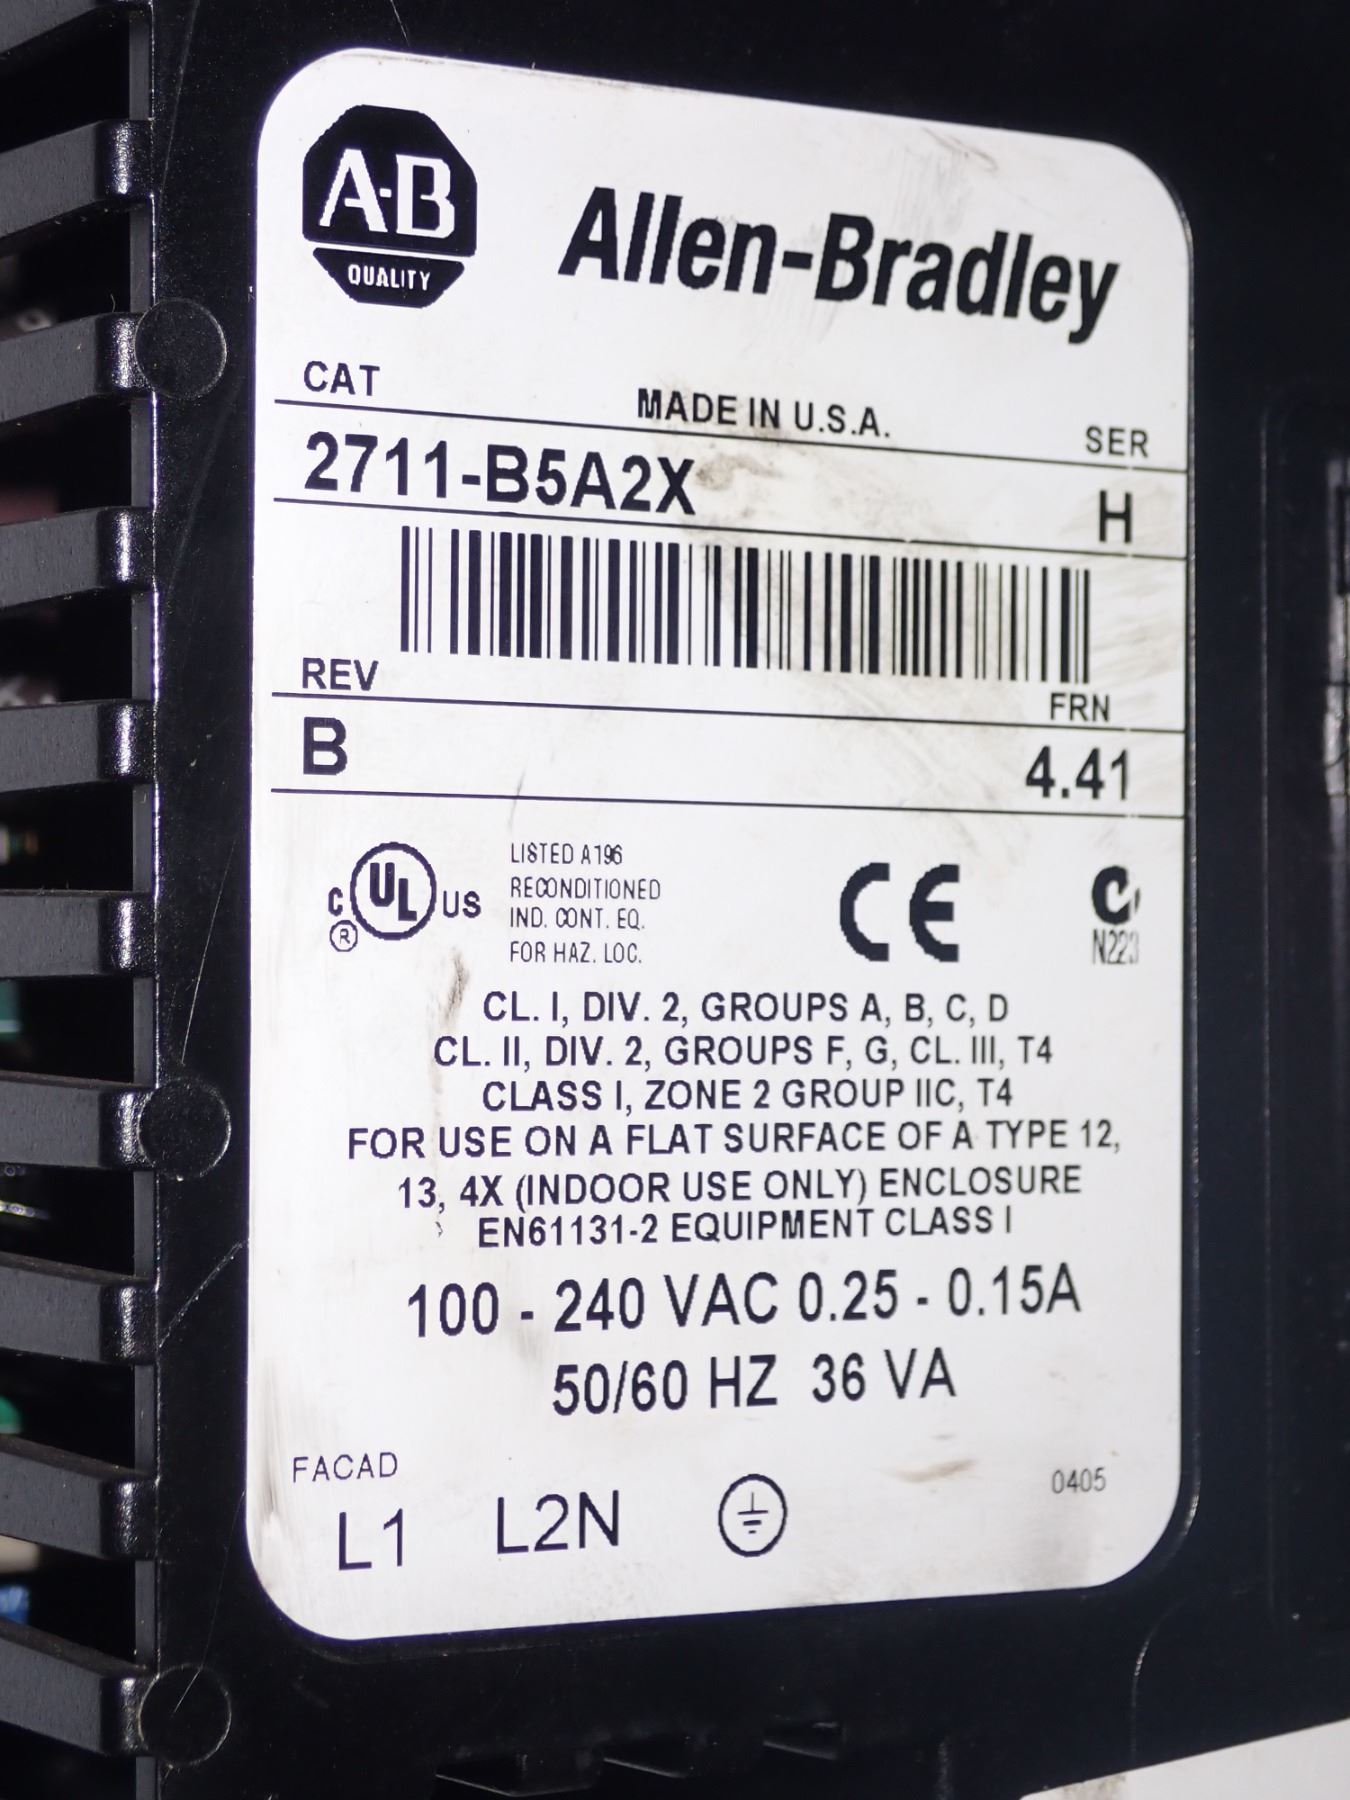 A-B
QUALITY
Allen-Bradley
CAT
MADE IN U.S.A.
SER
2711-B5A2X
H
REV
FRN
B
4.41
C UL US
®
LISTED A196
RECONDITIONED
IND. CONT. EQ.
FOR HAZ. LOC.
CE
N223
CL. I, DIV. 2, GROUPS A, B, C, D
CL. II, DIV. 2, GROUPS F, G, CL. III, T4
CLASS I, ZONE 2 GROUP IIC, T4
FOR USE ON A FLAT SURFACE OF A TYPE 12,
13, 4X (INDOOR USE ONLY) ENCLOSURE
EN61131-2 EQUIPMENT CLASS I
100 - 240 VAC 0.25 - 0.15A
50/60 HZ 36 VA
FACAD
0405
L1 L2N